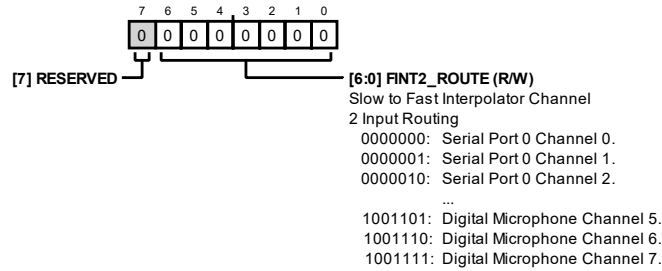 7 6 5 4 3 2 1 0
0 0 0 0 0 0 0 0
[7] RESERVED
[6:0] FINT2_ROUTE (R/W)
Slow to Fast Interpolator Channel
2 Input Routing
0000000: Serial Port 0 Channel 0.
0000001: Serial Port 0 Channel 1.
0000010: Serial Port 0 Channel 2.
...
1001101: Digital Microphone Channel 5.
1001110: Digital Microphone Channel 6.
1001111: Digital Microphone Channel 7.